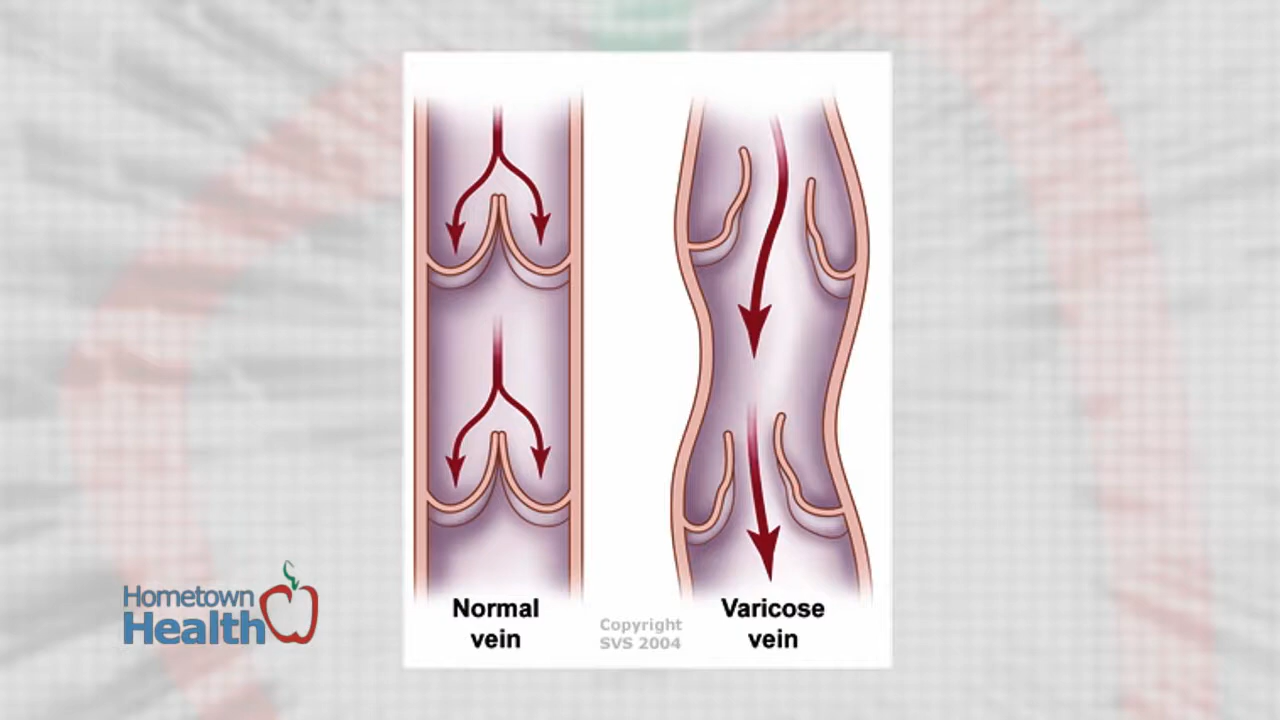 Normal
vein
Copyright
SVS 2004
Varicose
vein
Hometown
Health